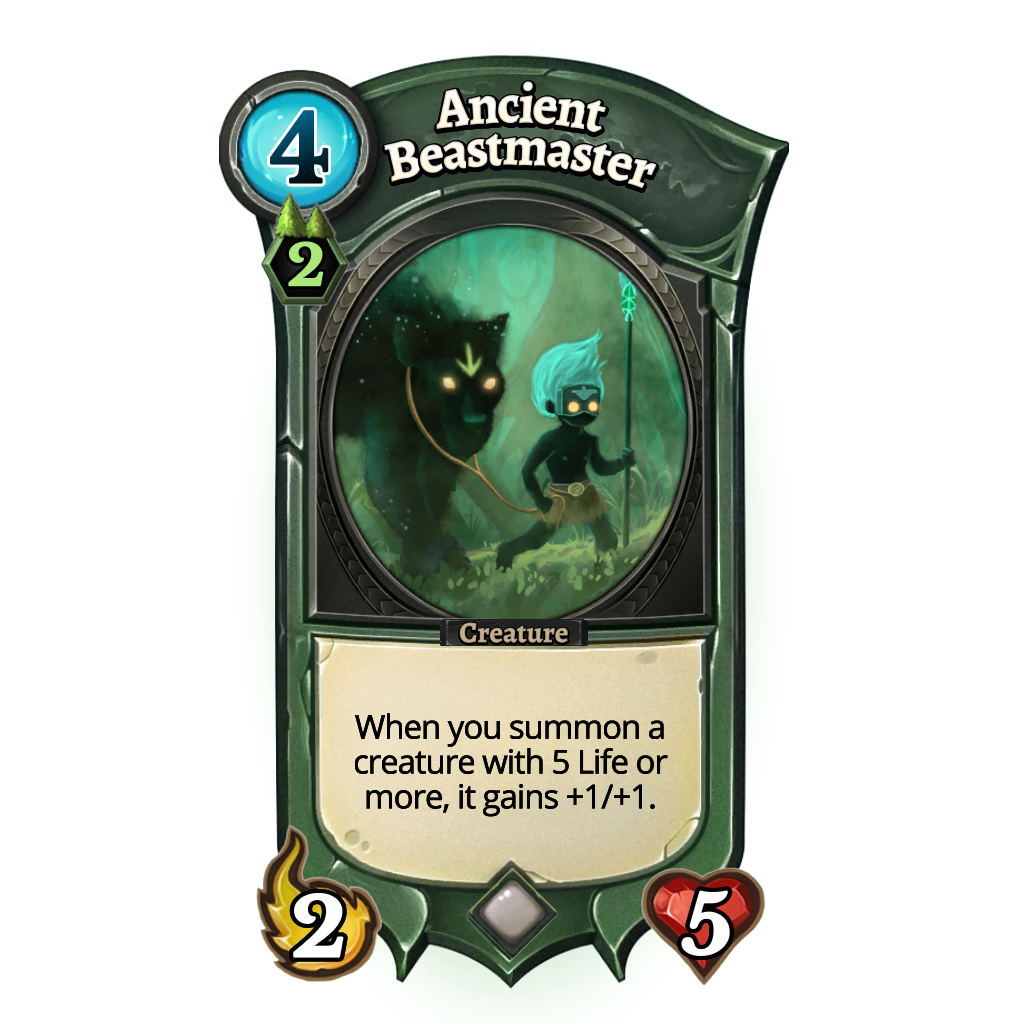 4
Ancient
Beastmaster
2
Creature
When you summon a
creature with 5 Life or
more, it gains +1/+1.
2
5